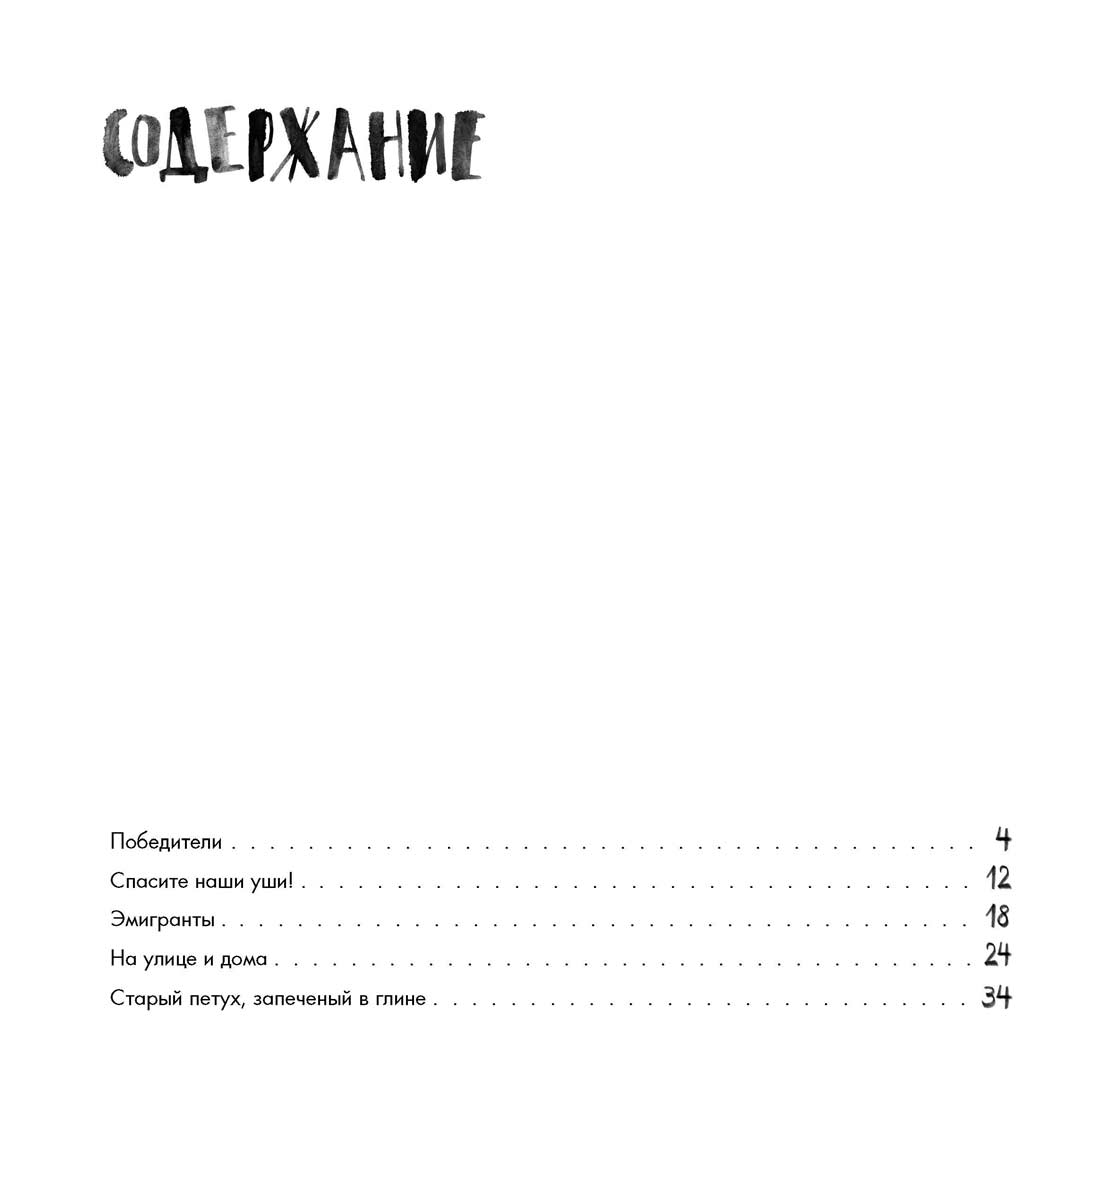 СОДЕРЖАНИЕ
Победители . . . . . . . . . . . . . . . . . . . . . . . . . . . . . . . . . . . . . . . 4
Спасите наши уши! . . . . . . . . . . . . . . . . . . . . . . . . . . . . . . . . . . . 12
Эмигранты . . . . . . . . . . . . . . . . . . . . . . . . . . . . . . . . . . . . . . . 18
На улице и дома . . . . . . . . . . . . . . . . . . . . . . . . . . . . . . . . . . . . . 24
Старый петух, запеченый в глине . . . . . . . . . . . . . . . . . . . . . . . . . . . . 34